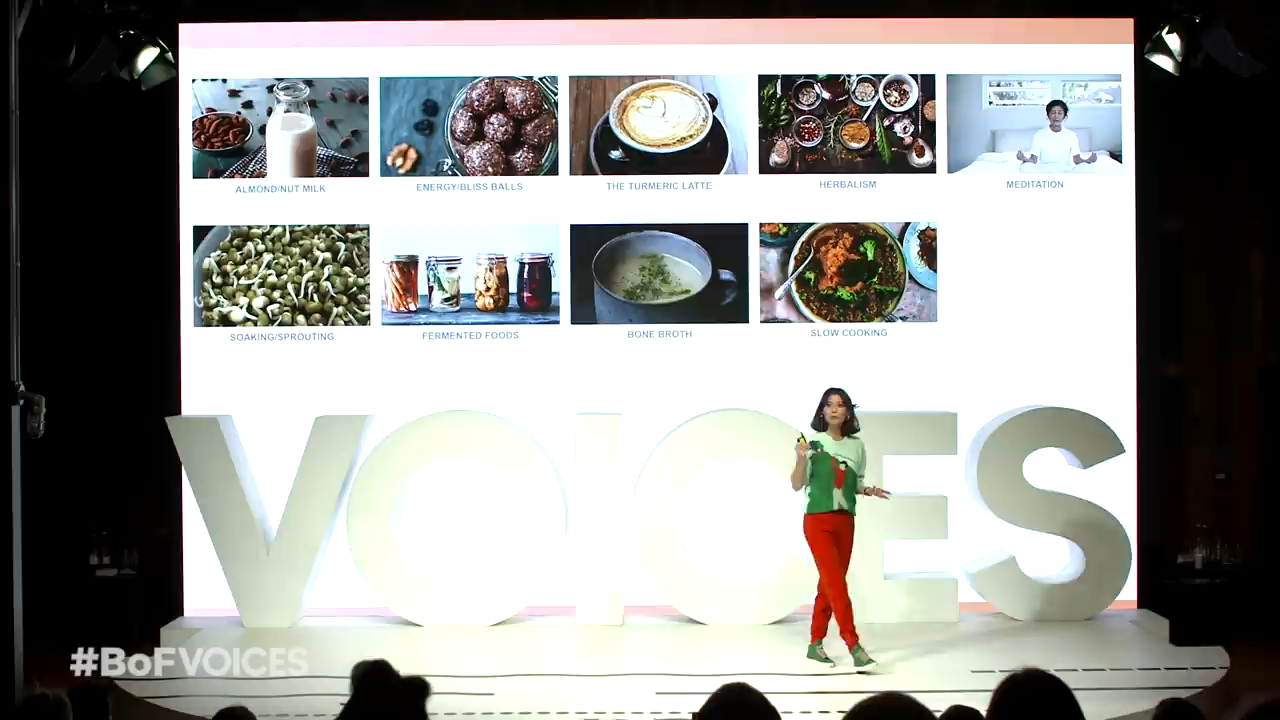 ALMOND/NUT MILK
ENERGY/BLISS BALLS
THE TURMERIC LATTE
HERBALISM
MEDITATION
SOAKING/SPROUTING
FERMENTED FOODS
BONE BROTH
SLOW COOKING
VOICES
#BoFVOICES